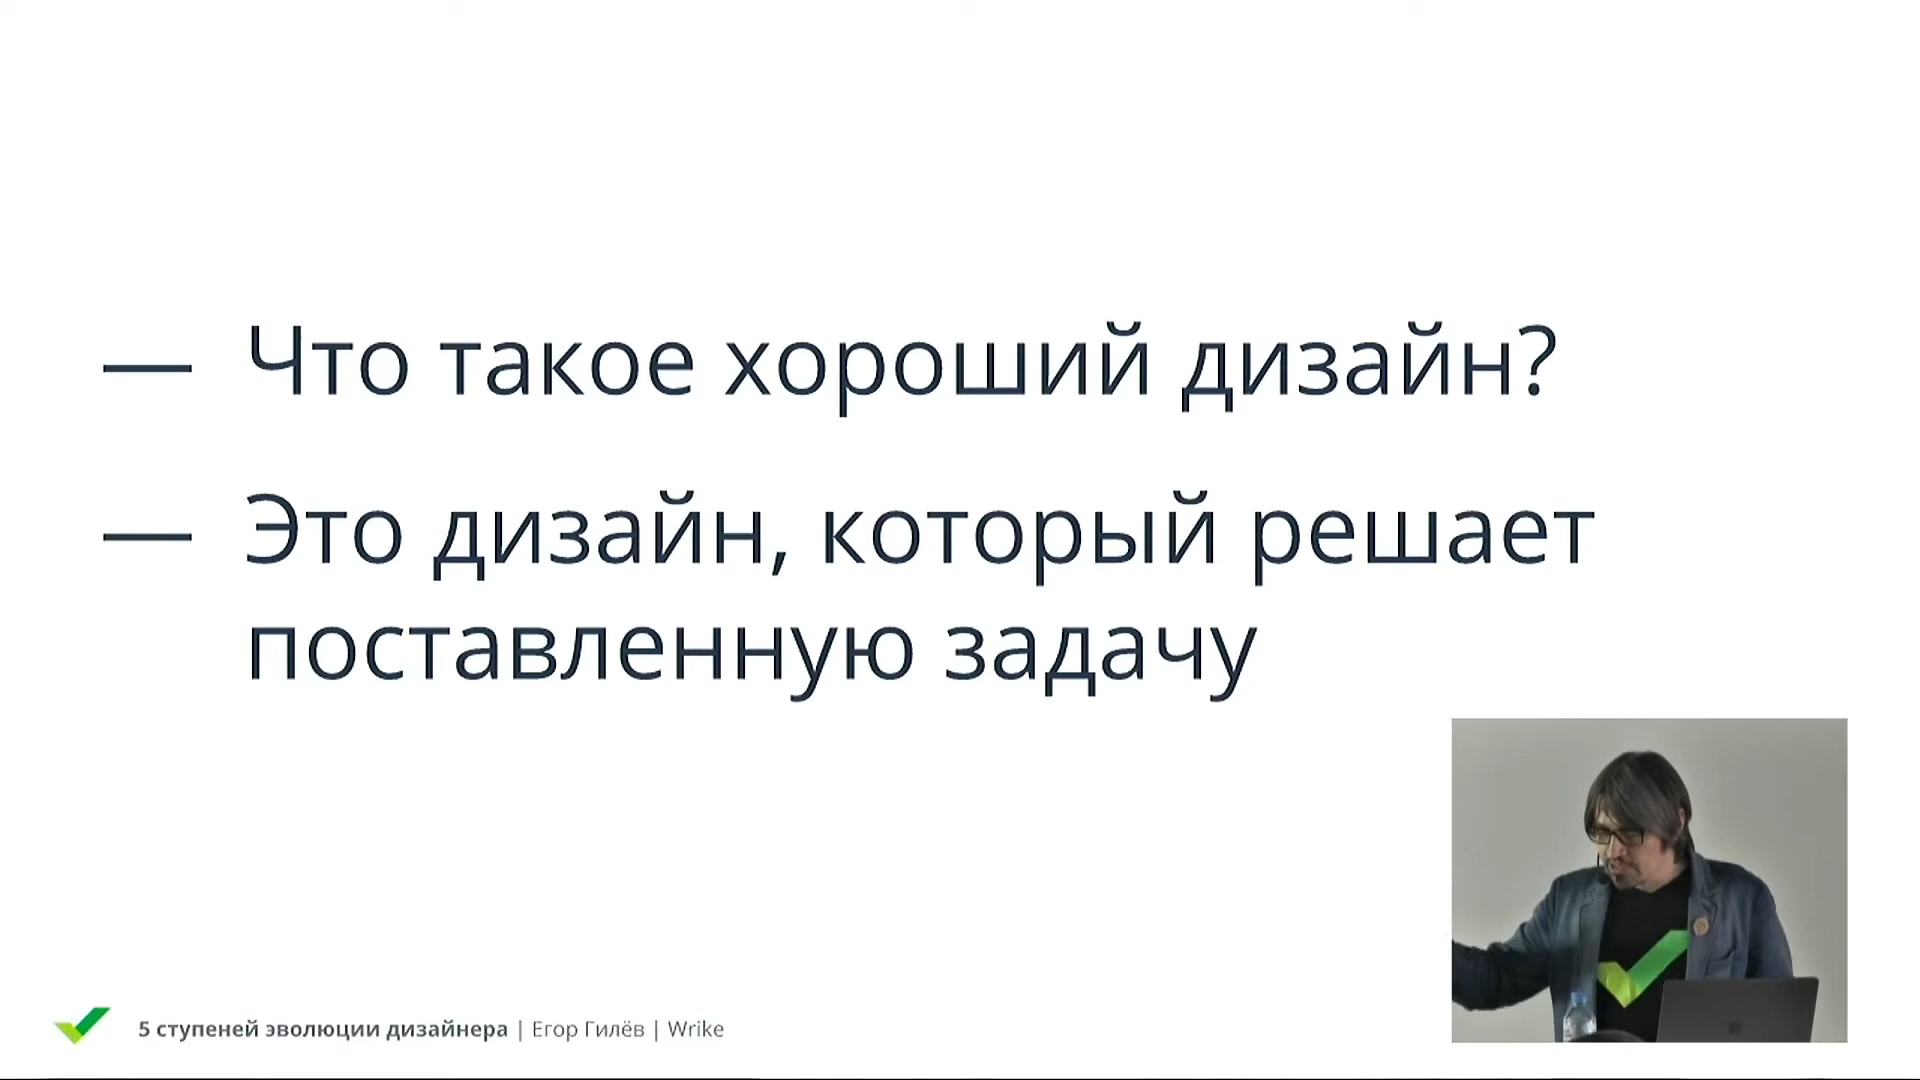 — Что такое хороший дизайн?
— Это дизайн, который решает
поставленную задачу
5 ступеней эволюции дизайнера | Егор Гилёв | Wrike